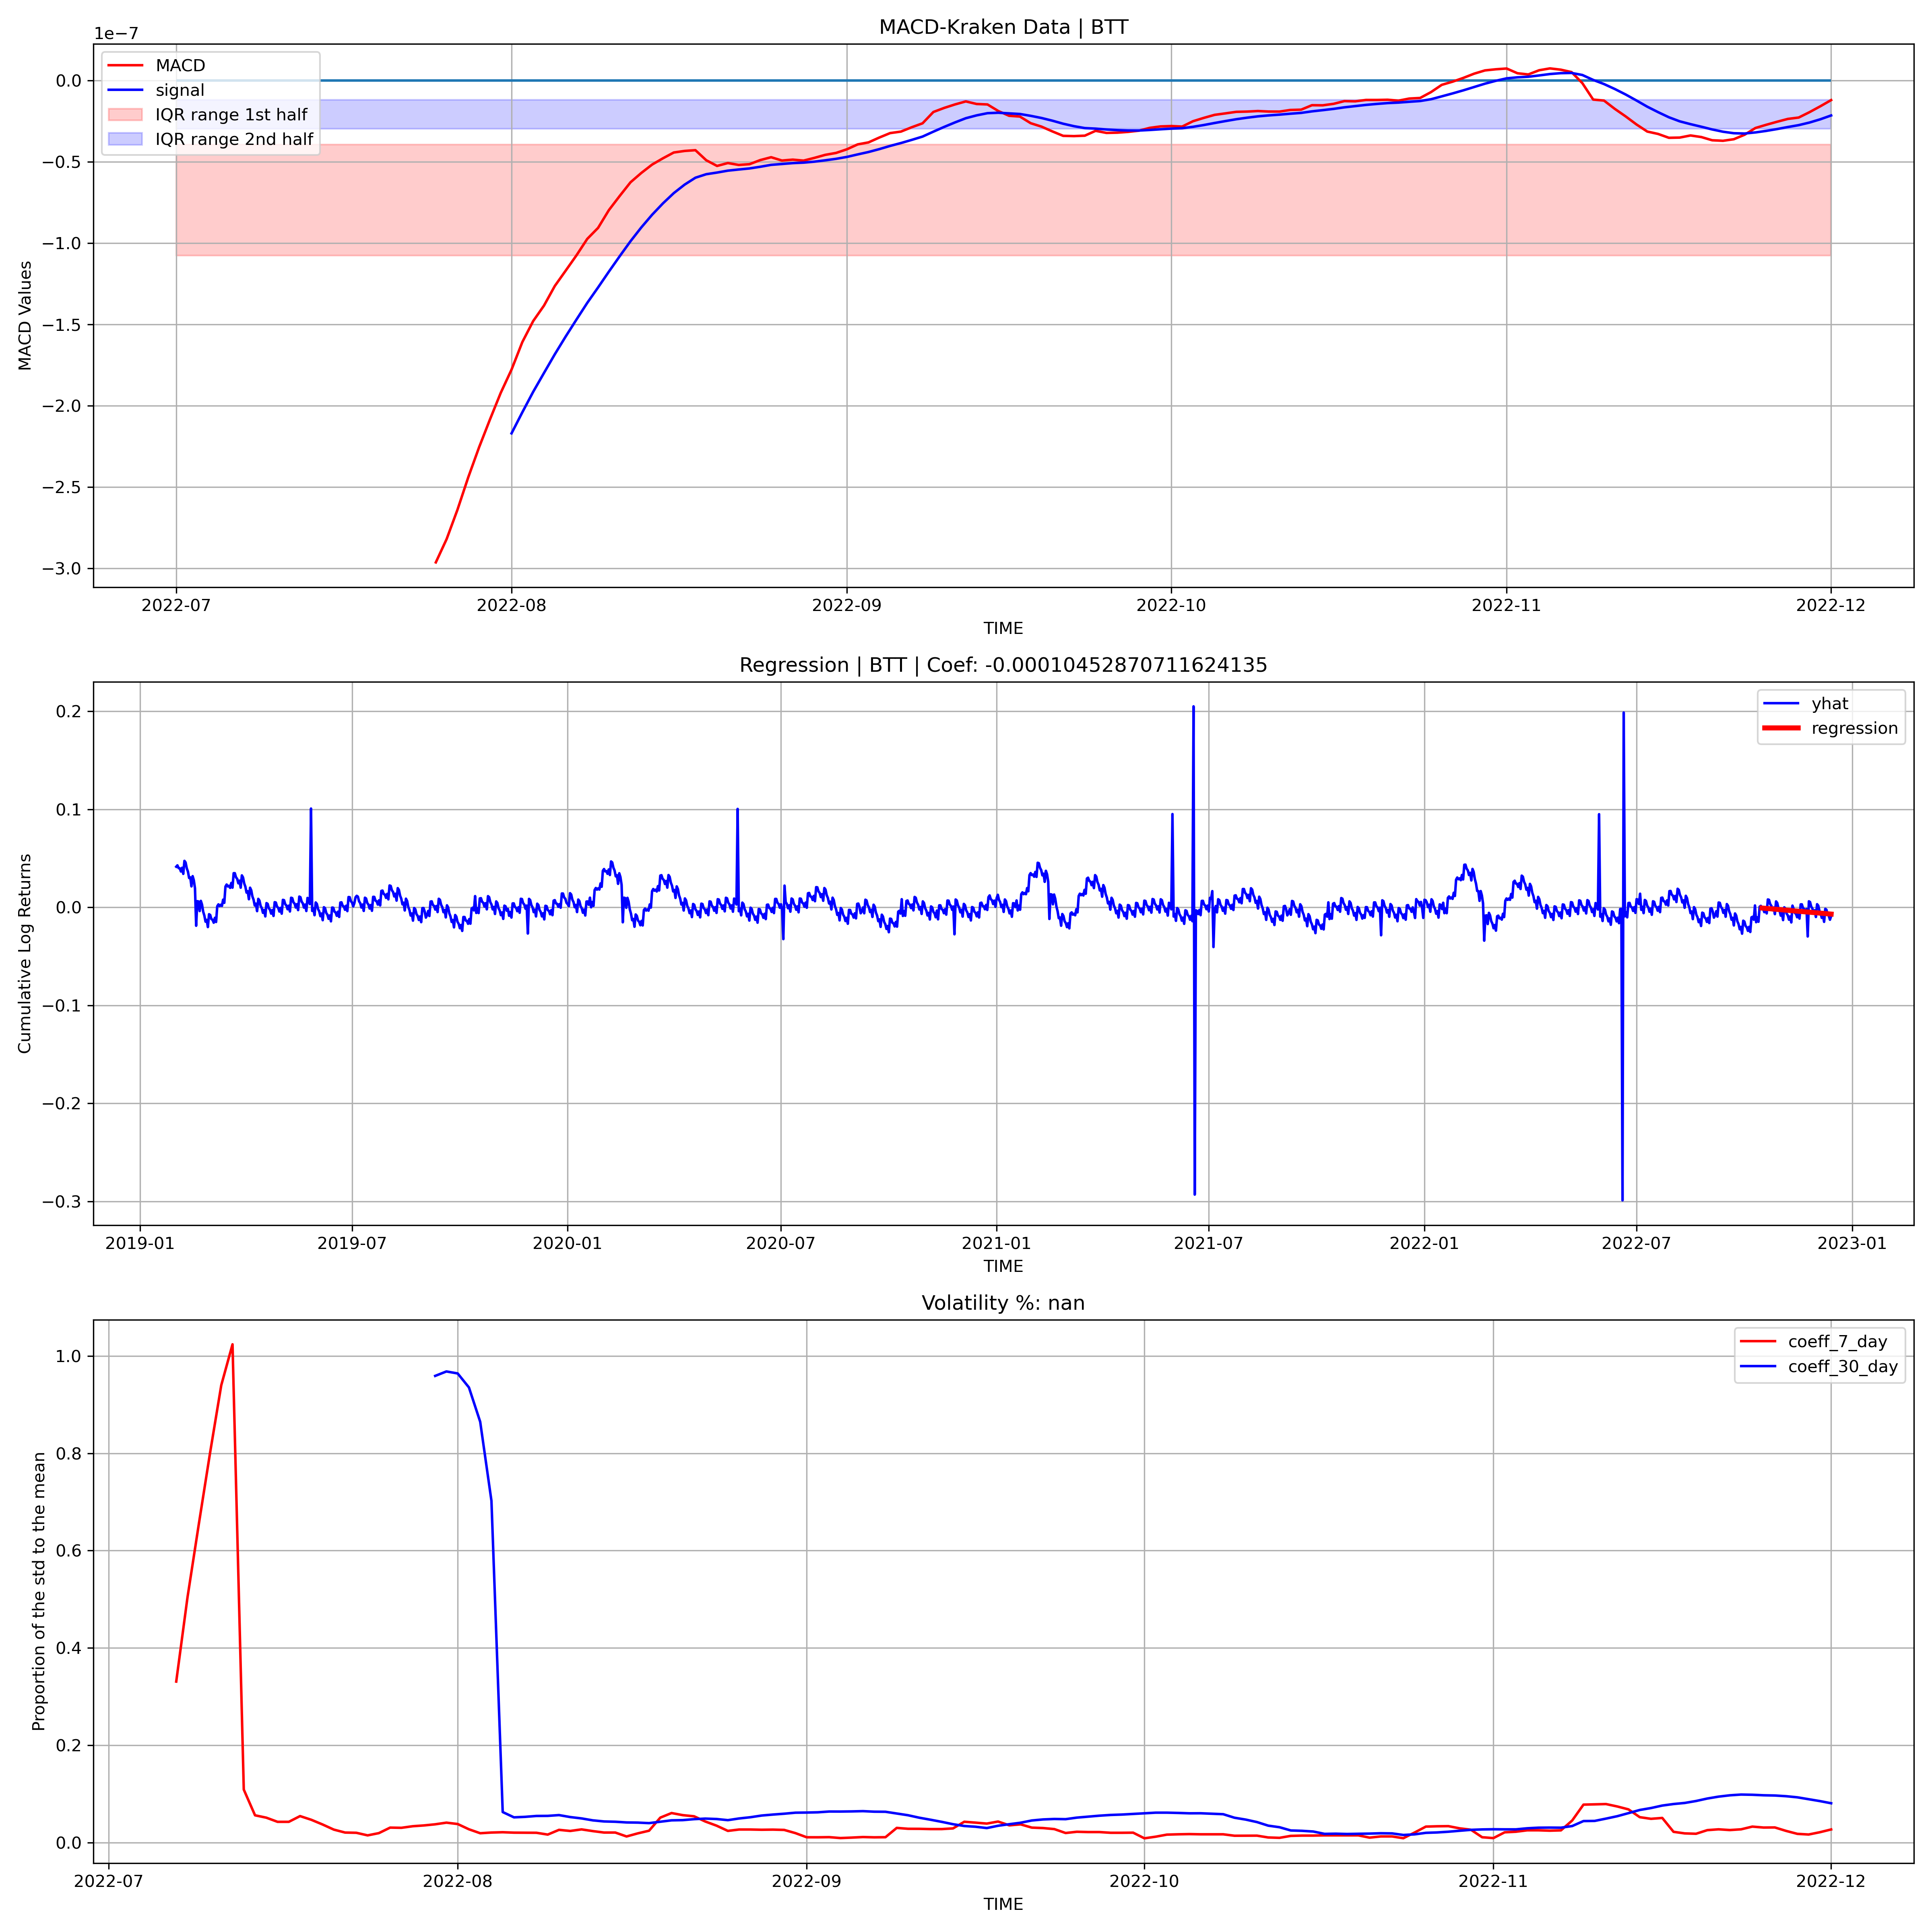 MACD-Kraken Data | BTT
1e−7
MACD
signal
IQR range 1st half
IQR range 2nd half
0.0
−0.5
−1.0
−1.5
−2.0
−2.5
−3.0
MACD Values
2022-07 2022-08 2022-09 2022-10 2022-11 2022-12
TIME
Regression | BTT | Coef: -0.00010452870711624135
yhat
regression
0.2
0.1
0.0
−0.1
−0.2
−0.3
Cumulative Log Returns
2019-01 2019-07 2020-01 2020-07 2021-01 2021-07 2022-01 2022-07 2023-01
TIME
Volatility %: nan
coeff_7_day
coeff_30_day
1.0
0.8
0.6
0.4
0.2
0.0
Proportion of the std to the mean
2022-07 2022-08 2022-09 2022-10 2022-11 2022-12
TIME